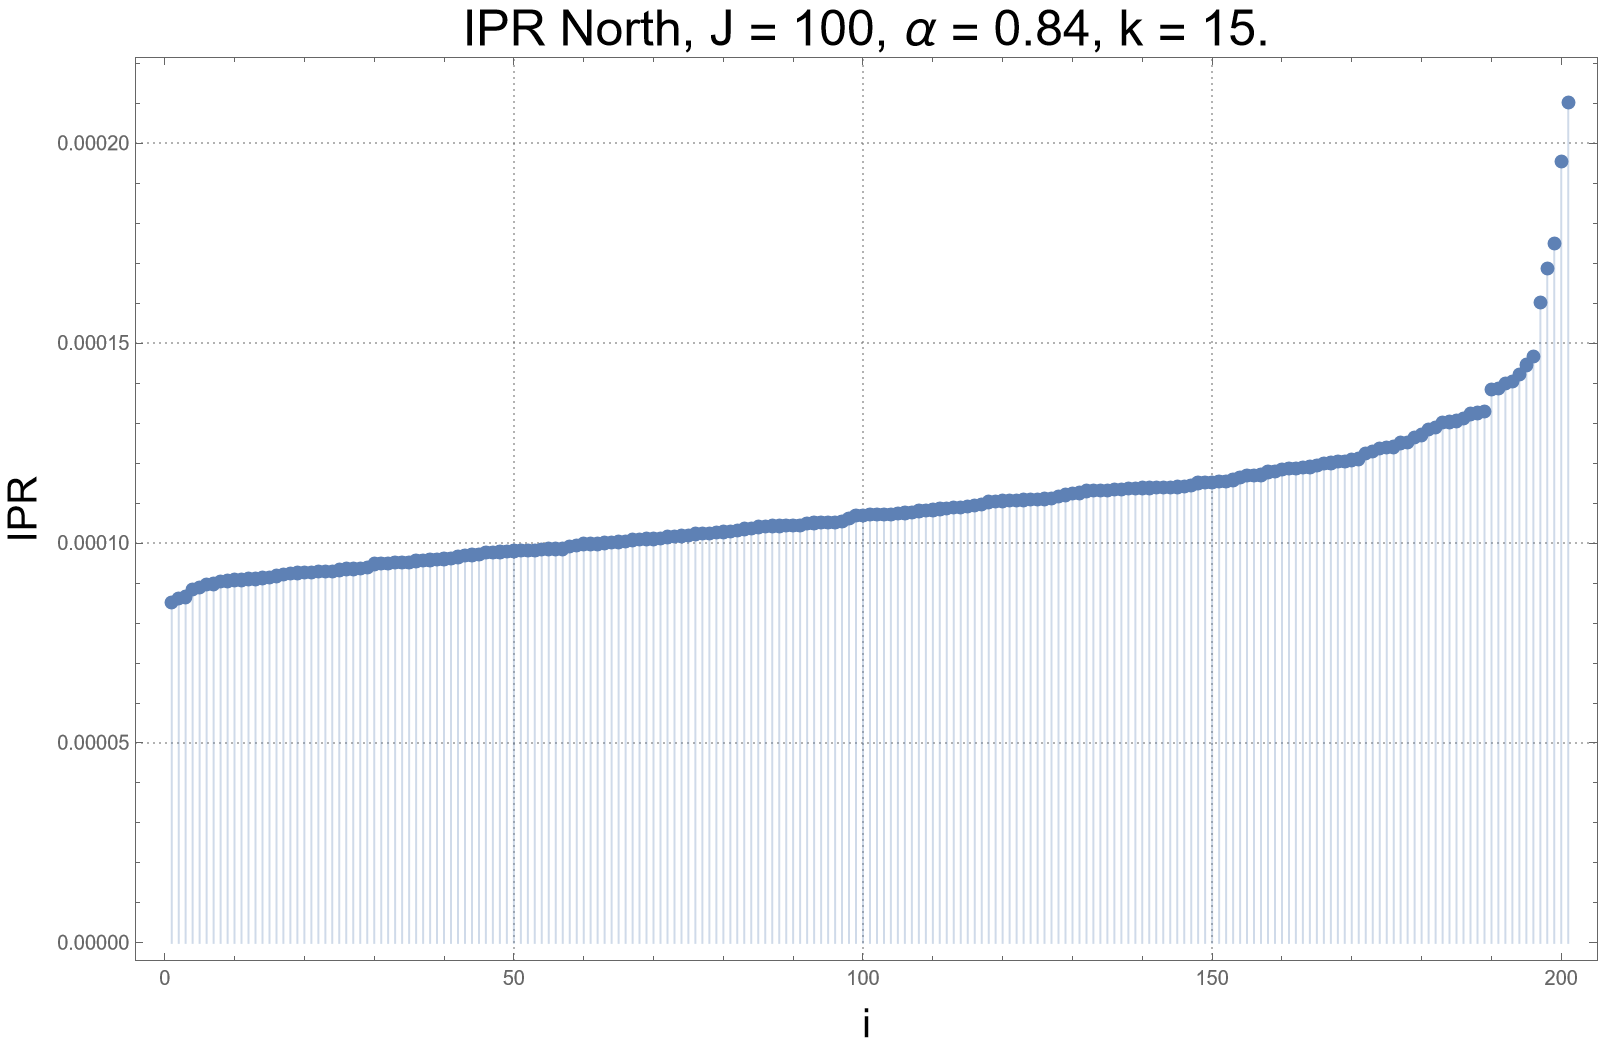 IPR North, J = 100, α = 0.84, k = 15.
0.00020
0.00015
0.00010
0.00005
0.00000
IPR
0 50 100 150 200
i